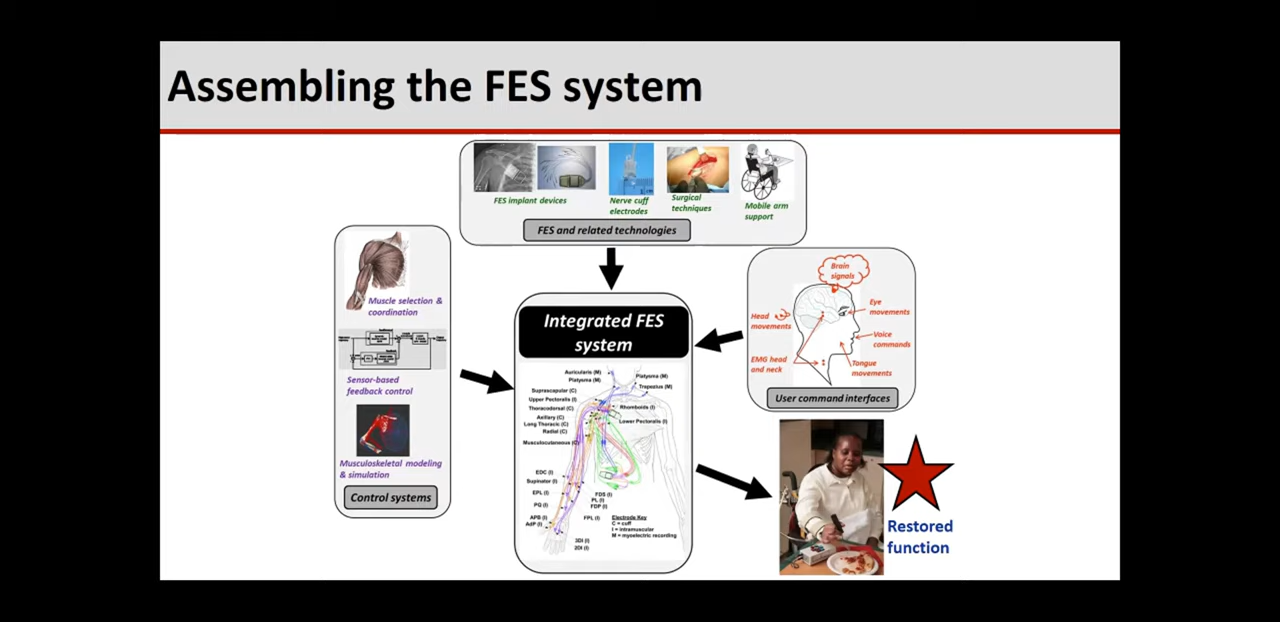 Assembling the FES system
FES implant devices
Nerve cuff
electrodes
Surgical
techniques
Mobile arm
support
FES and related technologies
Muscle selection &
coordination
Sensor-based
feedback control
Musculoskeletal modeling
& simulation
Control systems
Integrated FES
system
Auricularis (M)
Platysma (M)
Platysma (M)
Trapezius (M)
Suprascapular (C)
Upper Pectoralis (I)
Thoracodorsal (C)
Rhomboids (I)
Axillary (C)
Long Thoracic (C)
Lower Pectoralis (I)
Radial (C)
Musculocutaneous (C)
EDC (I)
Supinator (I)
EPL (I)
PQ (I)
APB (I)
AdP (I)
FDS (I)
PL (I)
FDP (I)
FPL (I)
3DI (I)
2DI (I)
Electrode Key
C = cuff
I = intramuscular
M = myoelectric recording
Brain
signals
Eye
movements
Head
movements
Voice
commands
EMG head
and neck
Tongue
movements
User command interfaces
Restored
function